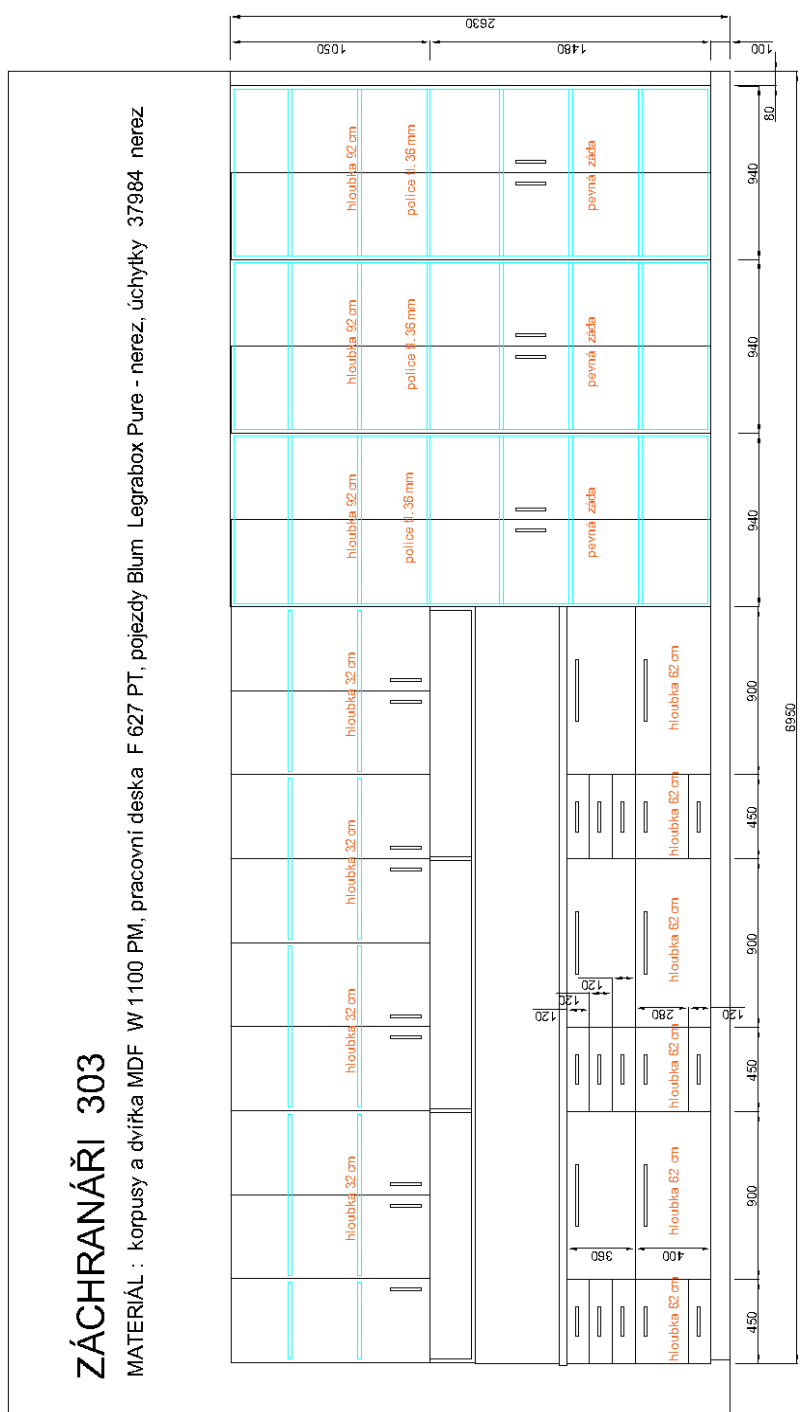 ZÁCHRANÁŘI 303
MATERIÁL : korpusy a dvířka MDF W 1100 PM, pracovní deska F 627 PT, pojezdy Blum Legrabox Pure - nerez, úchytky 37984 nerez
hloubka 32 cm
hloubka 32 cm
hloubka 32 cm
hloubka 32 cm
hloubka 92 cm
hloubka 92 cm
hloubka 92 cm
police tl. 36 mm
police tl. 36 mm
police tl. 36 mm
pevná záda
pevná záda
pevná záda
1050
1480
100
2630
120
120
120
360
400
280
120
hloubka 62 cm
hloubka 62 cm
hloubka 62 cm
hloubka 62 cm
hloubka 62 cm
hloubka 62 cm
450
900
450
900
450
900
940
940
940
80
6950